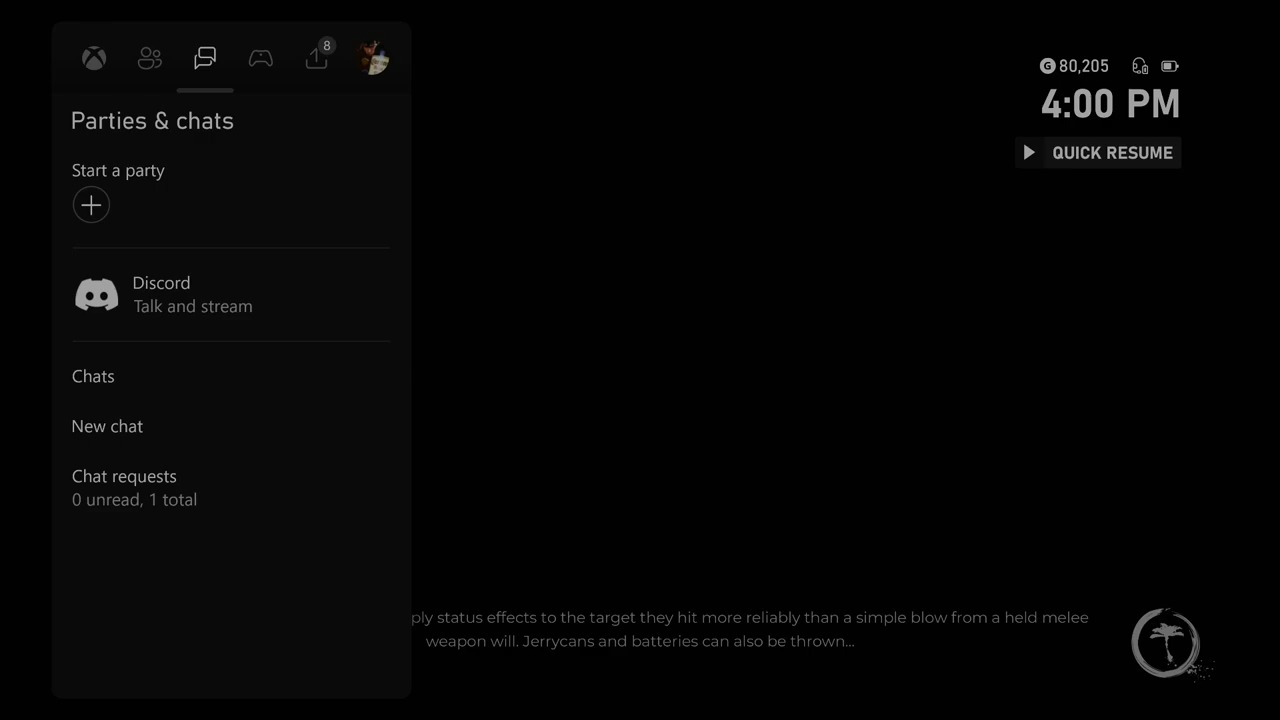 8
Parties & chats
Start a party
Discord
Talk and stream
Chats
New chat
Chat requests
0 unread, 1 total
G 80,205
4:00 PM
QUICK RESUME
status effects to the target they hit more reliably than a simple blow from a held melee
weapon will. Jerrycans and batteries can also be thrown...